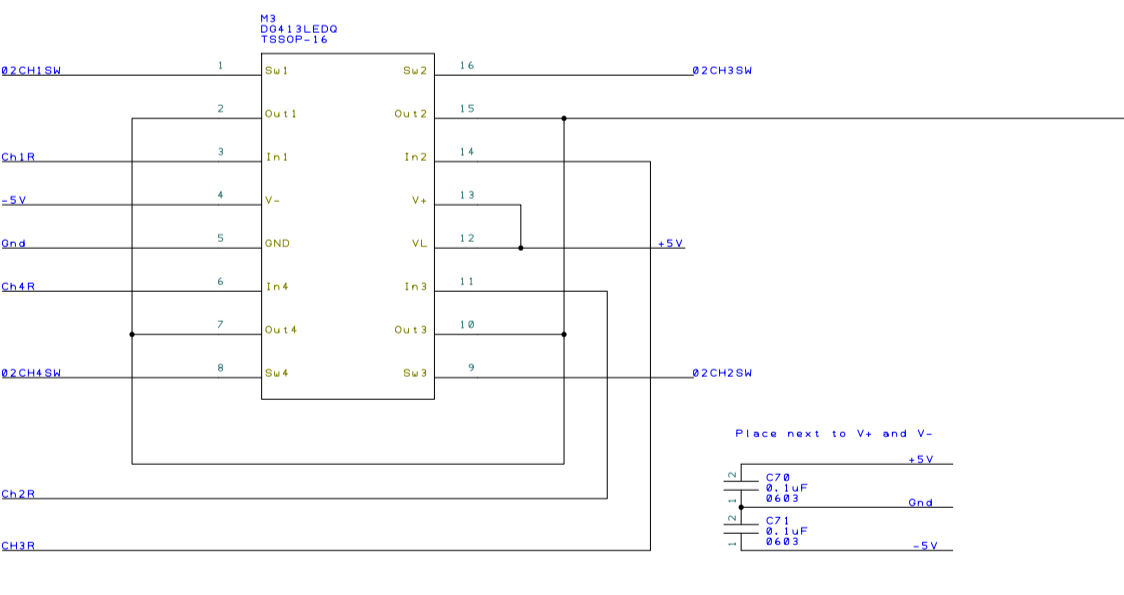 M3
DG413LEDQ
TSSOP-16
02CH1SW 1 Sw1 Sw2 16 02CH3SW
2 Out1 Out2 15
Ch1R 3 In1 In2 14
-5V 4 V- V+ 13
Gnd 5 GND VL 12 +5V
Ch4R 6 In4 In3 11
7 Out4 Out3 10
02CH4SW 8 Sw4 Sw3 9 02CH2SW
Place next to V+ and V-
+5V
2 C70
0.1uF
1 0603
Gnd
Ch2R
2 C71
0.1uF
1 0603
-5V
CH3R